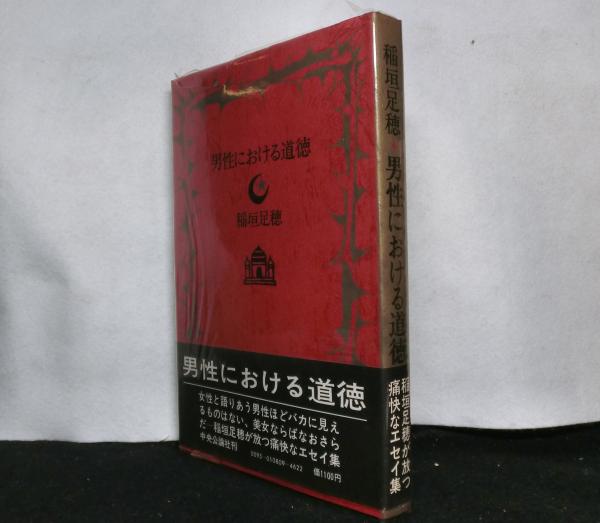 男性における道徳
稲垣足穂
男性における道徳
女性と語りあう男性ほどバカに見え
るものはない、美女ならばなおさら
だ—稲垣足穂が放つ痛快なエセイ集
中央公論社刊 0095-010809-4622 価1100円
稲垣足穂 男性における道徳
稲垣足穂が放つ
痛快なエセイ集